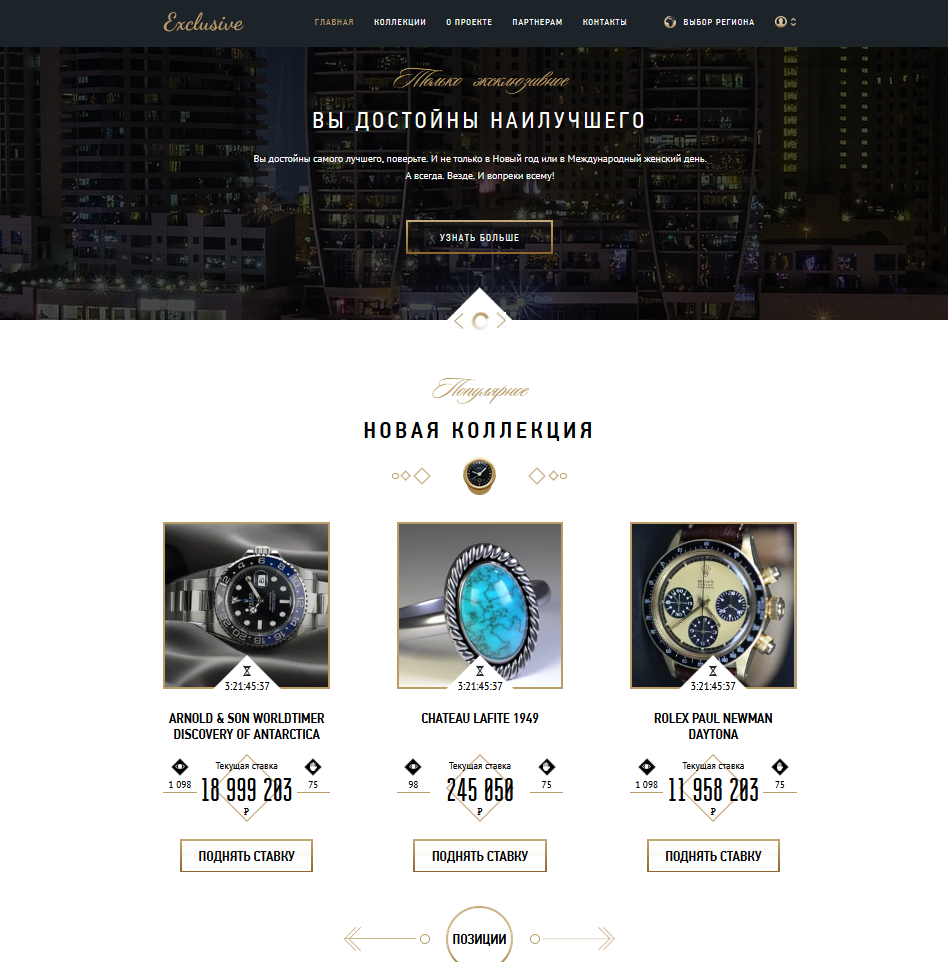 Exclusive
ГЛАВНАЯ КОЛЛЕКЦИИ О ПРОЕКТЕ ПАРТНЕРАМ КОНТАКТЫ ВЫБОР РЕГИОНА
Только эксклюзивное
ВЫ ДОСТОЙНЫ НАИЛУЧШЕГО
Вы достойны самого лучшего, поверьте. И не только в Новый год или в Международный женский день.
А всегда. Везде. И вопреки всему!
УЗНАТЬ БОЛЬШЕ
Популярное
НОВАЯ КОЛЛЕКЦИЯ
3:21:45:37 3:21:45:37 3:21:45:37
ARNOLD & SON WORLDTIMER
DISCOVERY OF ANTARCTICA
CHATEAU LAFITE 1949
ROLEX PAUL NEWMAN
DAYTONA
Текущая ставка
1 098 18 999 203 75
₽
Текущая ставка
98 245 050 75
₽
Текущая ставка
1 098 11 958 203 75
₽
ПОДНЯТЬ СТАВКУ ПОДНЯТЬ СТАВКУ ПОДНЯТЬ СТАВКУ
ПОЗИЦИИ